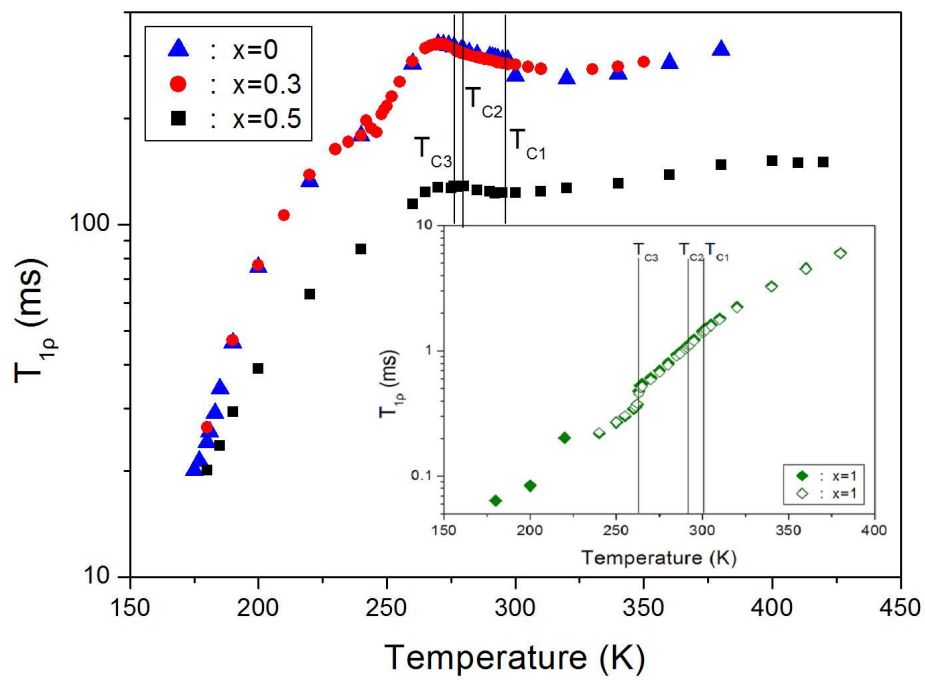 : x=0
: x=0.3
: x=0.5
T1ρ (ms)
100
10
150 200 250 300 350 400 450
Temperature (K)
TC3
TC2
TC1
10
1
0.1
T1ρ (ms)
TC3 TC2 TC1
: x=1
: x=1
150 200 250 300 350 400
Temperature (K)